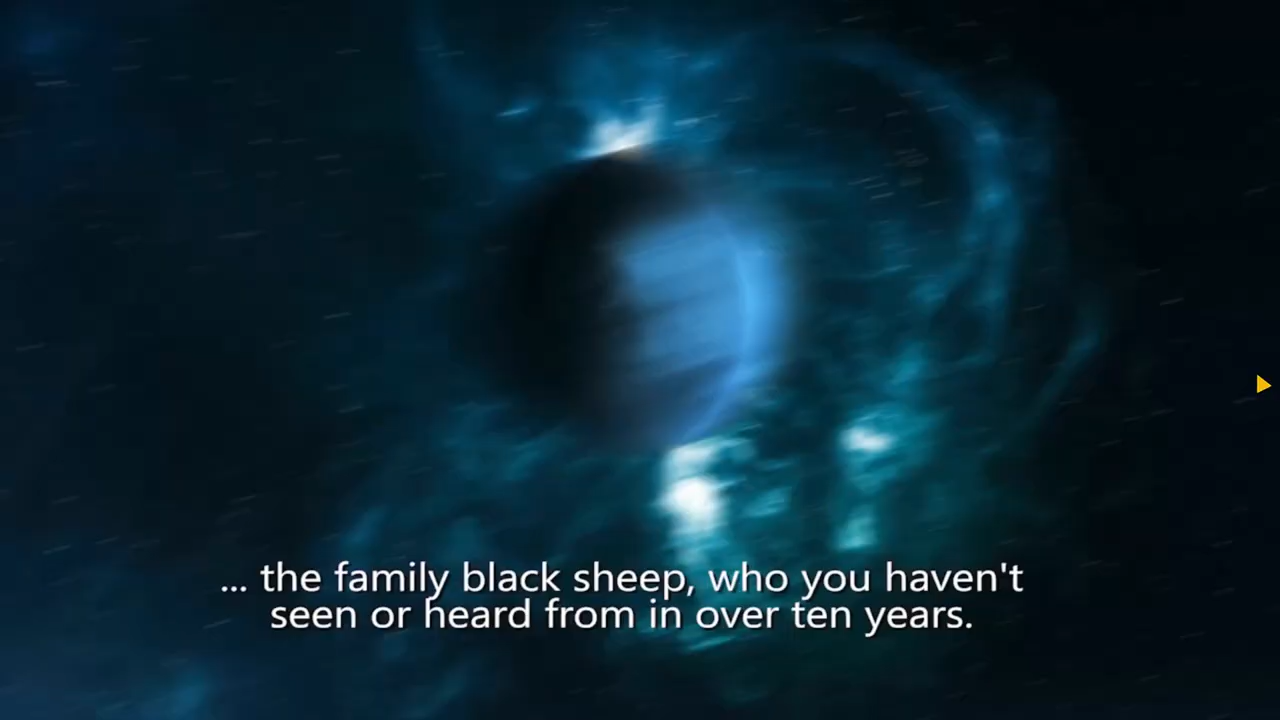 ... the family black sheep, who you haven't
seen or heard from in over ten years.